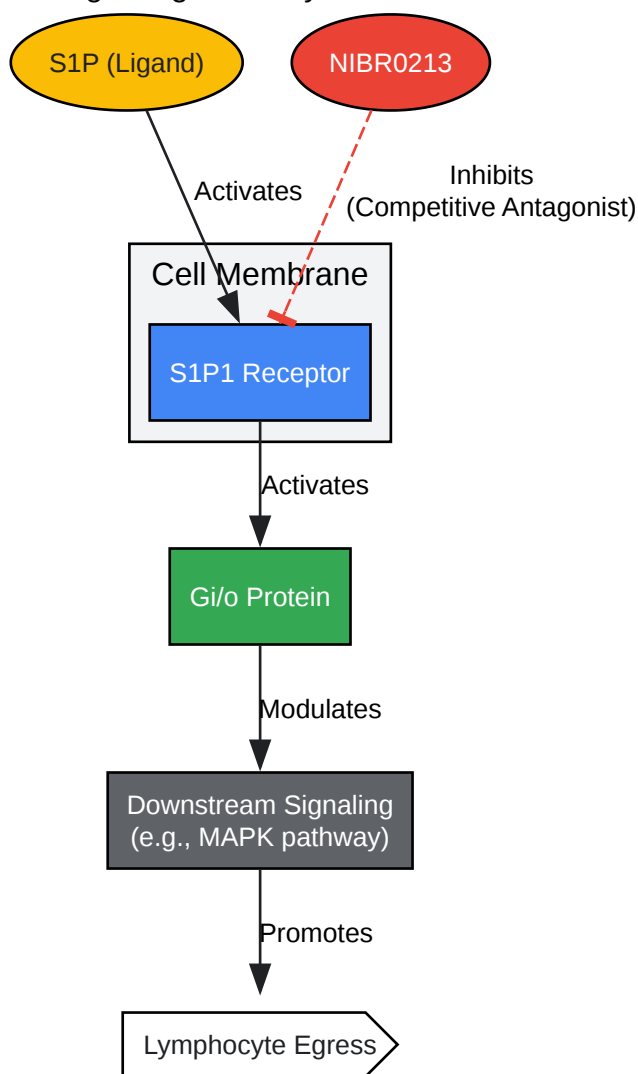 S1P (Ligand)
NIBR0213
Activates
Inhibits
(Competitive Antagonist)
Cell Membrane
S1P1 Receptor
Activates
Gi/o Protein
Modulates
Downstream Signaling
(e.g., MAPK pathway)
Promotes
Lymphocyte Egress